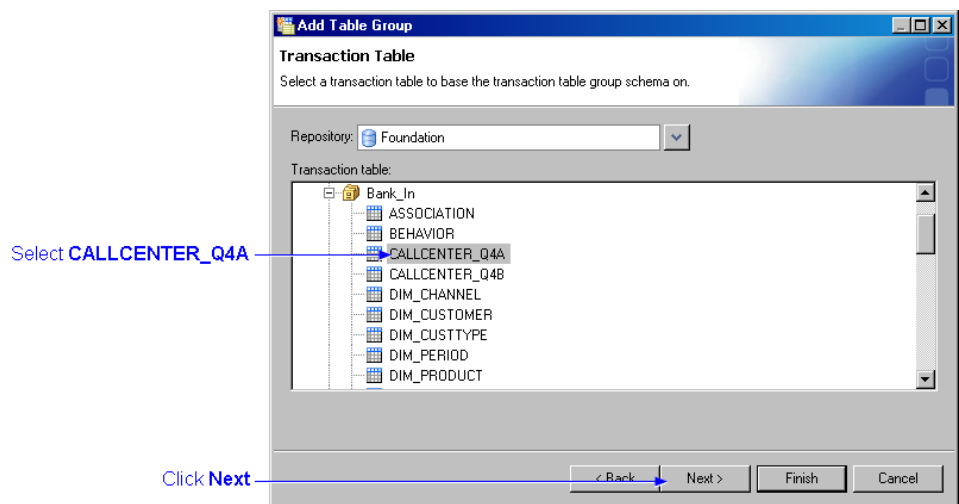 Add Table Group
Transaction Table
Select a transaction table to base the transaction table group schema on.
Repository: Foundation
Transaction table:
Bank_In
ASSOCIATION
BEHAVIOR
Select CALLCENTER_Q4A
CALLCENTER_Q4A
CALLCENTER_Q4B
DIM_CHANNEL
DIM_CUSTOMER
DIM_CUSTTYPE
DIM_PERIOD
DIM_PRODUCT
Click Next
< Back Next > Finish Cancel